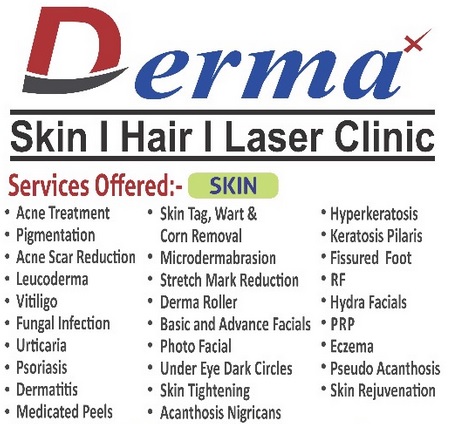 Derma
Skin I Hair I Laser Clinic
Services Offered:- SKIN
• Acne Treatment
• Pigmentation
• Acne Scar Reduction
• Leucoderma
• Vitiligo
• Fungal Infection
• Urticaria
• Psoriasis
• Dermatitis
• Medicated Peels
• Skin Tag, Wart &
Corn Removal
• Microdermabrasion
• Stretch Mark Reduction
• Derma Roller
• Basic and Advance Facials
• Photo Facial
• Under Eye Dark Circles
• Skin Tightening
• Acanthosis Nigricans
• Hyperkeratosis
• Keratosis Pilaris
• Fissured Foot
• RF
• Hydra Facials
• PRP
• Eczema
• Pseudo Acanthosis
• Skin Rejuvenation